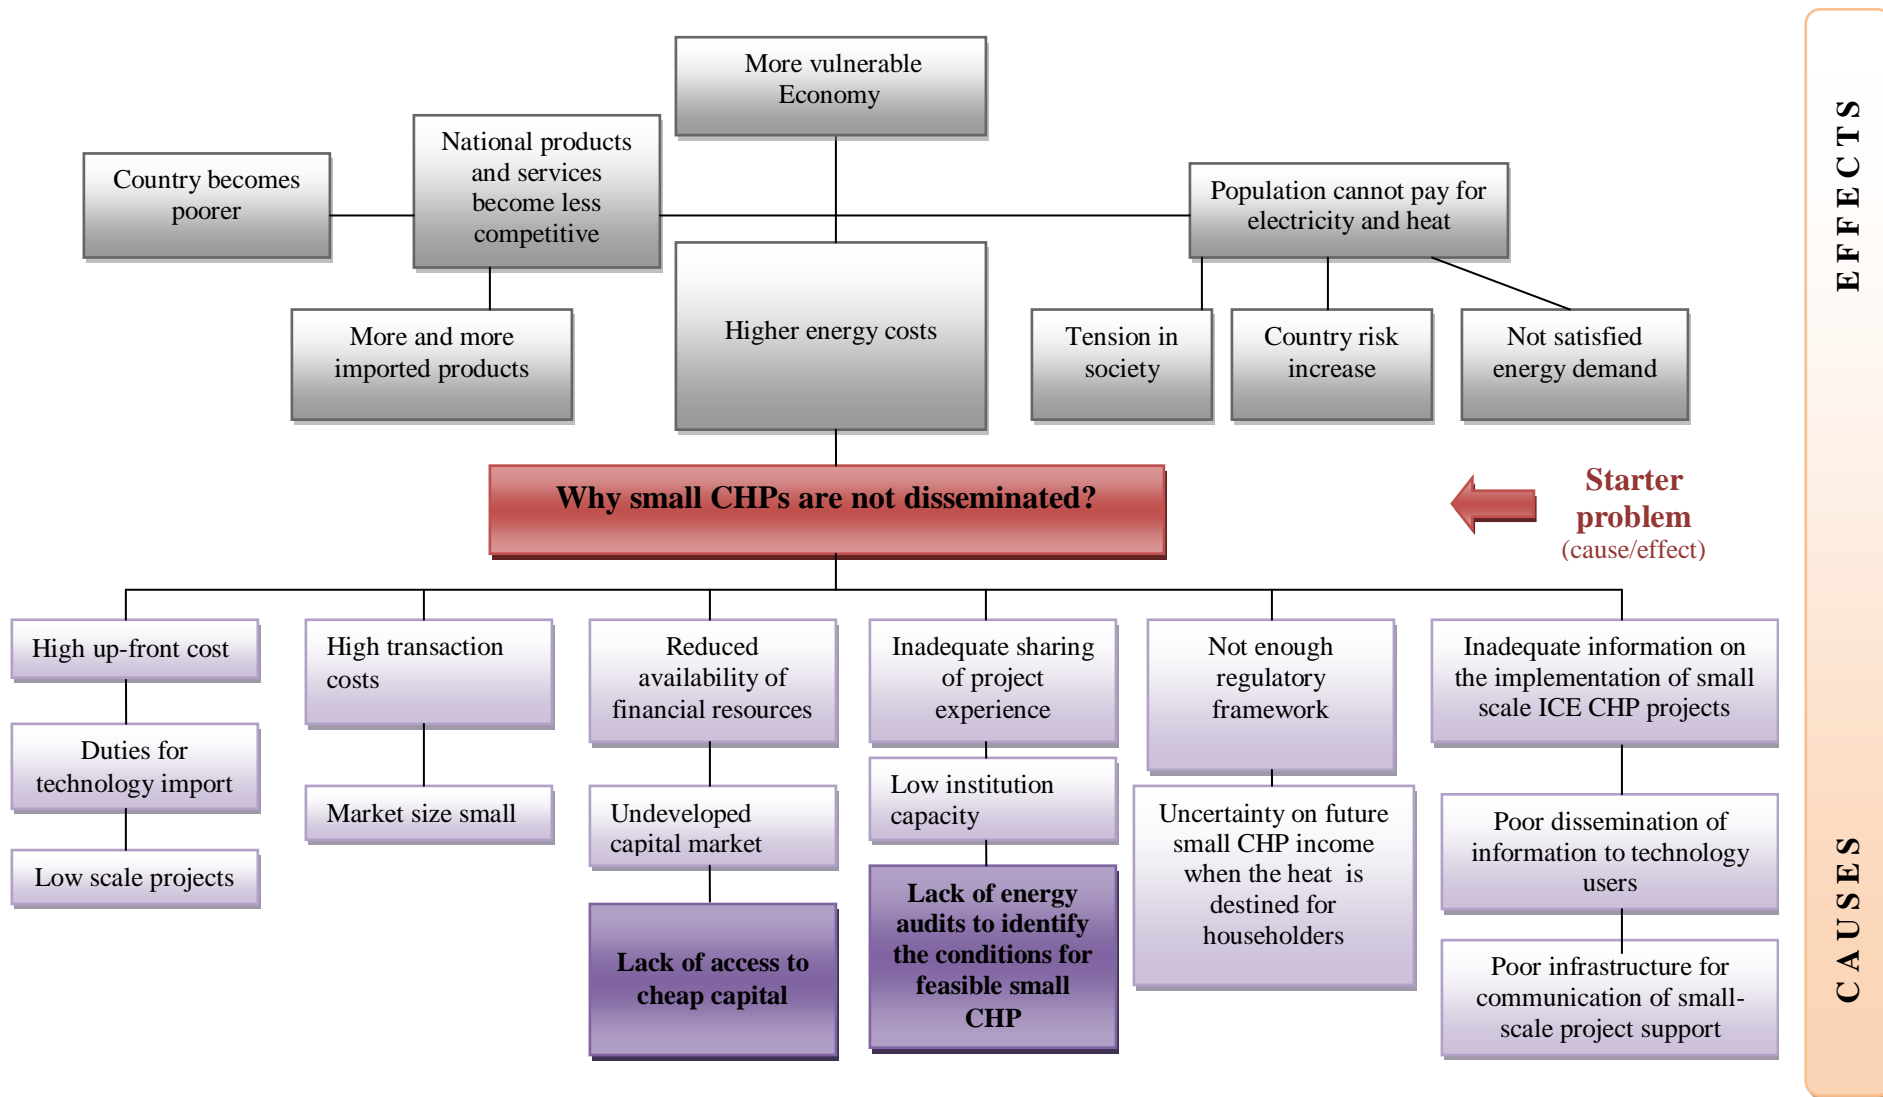 More vulnerable
Economy
National products
and services
become less
competitive
Country becomes
poorer
Population cannot pay for
electricity and heat
Higher energy costs
More and more
imported products
Tension in
society
Country risk
increase
Not satisfied
energy demand
EFFECTS
Why small CHPs are not disseminated?
Starter
problem
(cause/effect)
High up-front cost
Duties for
technology import
Low scale projects
High transaction
costs
Market size small
Reduced
availability of
financial resources
Undeveloped
capital market
Lack of access to
cheap capital
Inadequate sharing
of project
experience
Low institution
capacity
Lack of energy
audits to identify
the conditions for
feasible small
CHP
Not enough
regulatory
framework
Uncertainty on future
small CHP income
when the heat is
destined for
householders
Inadequate information on
the implementation of small
scale ICE CHP projects
Poor dissemination of
information to technology
users
Poor infrastructure for
communication of small-
scale project support
CAUSES